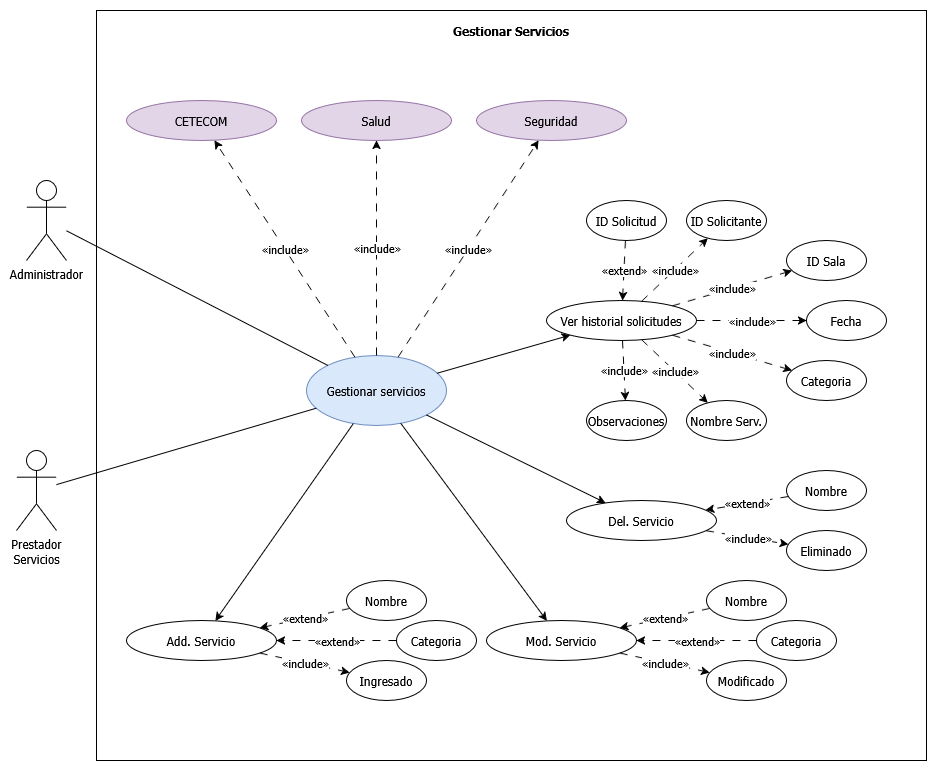 Gestionar Servicios
CETECOM
Salud
Seguridad
«include»
«include»
«include»
Administrador
Prestador
Servicios
Gestionar servicios
ID Solicitud
ID Solicitante
ID Sala
«extend»
«include»
«include»
Ver historial solicitudes
«include»
Fecha
«include»
«include»
«include»
Categoria
Observaciones
Nombre Serv.
Del. Servicio
«extend»
Nombre
«include»
Eliminado
Add. Servicio
«extend»
Nombre
«extend»
Categoria
«include»
Ingresado
Mod. Servicio
«extend»
Nombre
«extend»
Categoria
«include»
Modificado